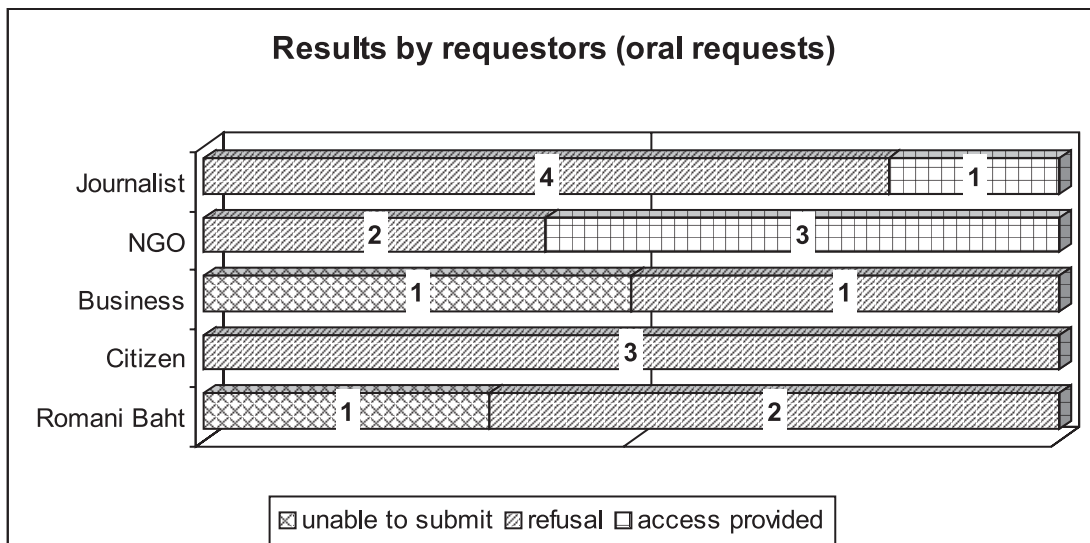 Results by requestors (oral requests)
Journalist 4 1
NGO 2 3
Business 1 1
Citizen 3
Romani Baht 1 2
unable to submit refusal access provided